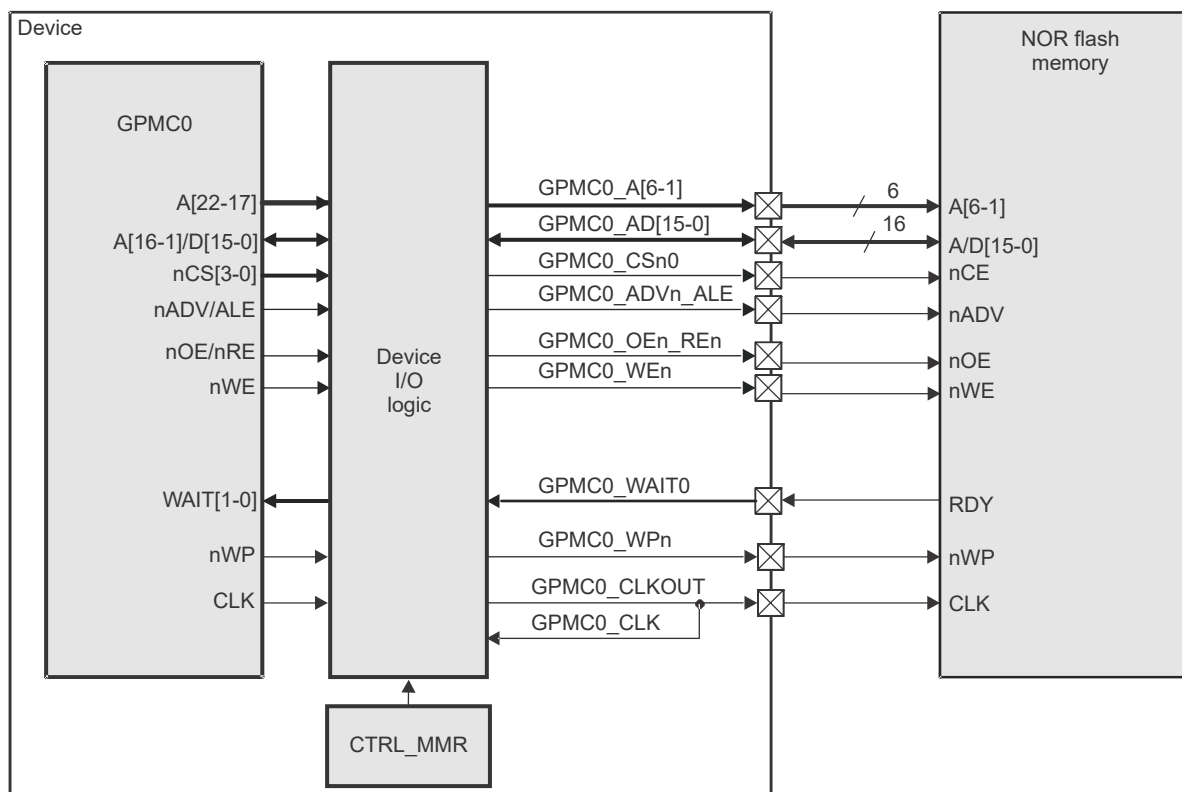 Device
NOR flash
memory
GPMC0
A[22-17]
GPMC0_A[6-1]
6
A[6-1]
A[16-1]/D[15-0]
GPMC0_AD[15-0]
16
A/D[15-0]
nCS[3-0]
GPMC0_CSn0
nCE
nADV/ALE
GPMC0_ADVn_ALE
nADV
nOE/nRE
GPMC0_OEn_REn
nOE
nWE
GPMC0_WEn
nWE
Device
I/O
logic
WAIT[1-0]
GPMC0_WAIT0
RDY
nWP
GPMC0_WPn
nWP
CLK
GPMC0_CLKOUT
CLK
GPMC0_CLK
CTRL_MMR